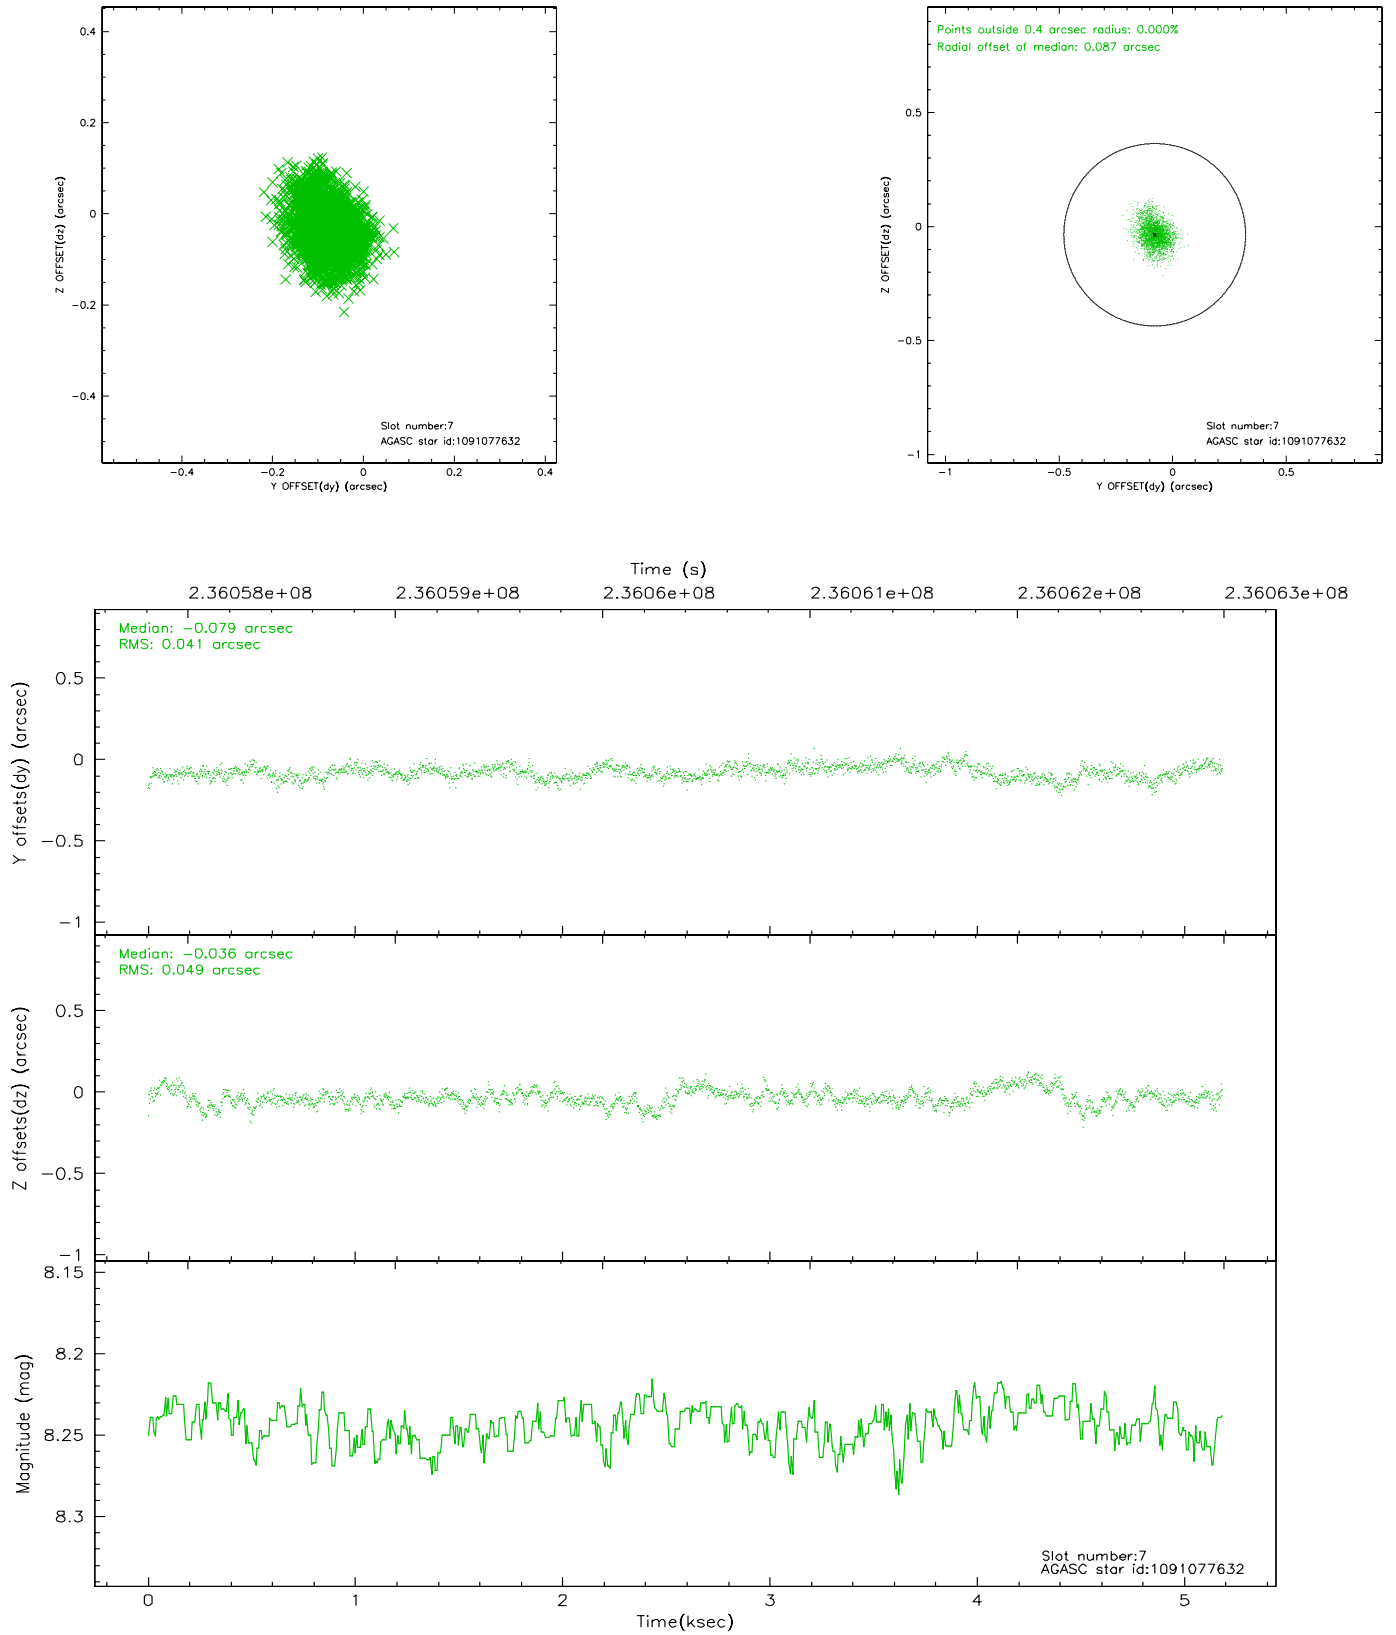 0.4
0.2
0
−0.2
−0.4
Z OFFSET(dz) (arcsec)
Slot number:7
AGASC star id:1091077632
−0.4 −0.2 0 0.2 0.4
Y OFFSET(dy) (arcsec)
Points outside 0.4 arcsec radius: 0.000%
Radial offset of median: 0.087 arcsec
0.5
0
−0.5
−1
Z OFFSET(dz) (arcsec)
Slot number:7
AGASC star id:1091077632
−1 −0.5 0 0.5
Y OFFSET(dy) (arcsec)
Time (s)
2.36058e+08 2.36059e+08 2.3606e+08 2.36061e+08 2.36062e+08 2.36063e+08
Median: −0.079 arcsec
RMS: 0.041 arcsec
0.5
0
−0.5
−1
Y offsets(dy) (arcsec)
Median: −0.036 arcsec
RMS: 0.049 arcsec
0.5
0
−0.5
−1
Z offsets(dz) (arcsec)
8.15
8.2
8.25
8.3
Magnitude (mag)
Slot number:7
AGASC star id:1091077632
0 1 2 3 4 5
Time(ksec)